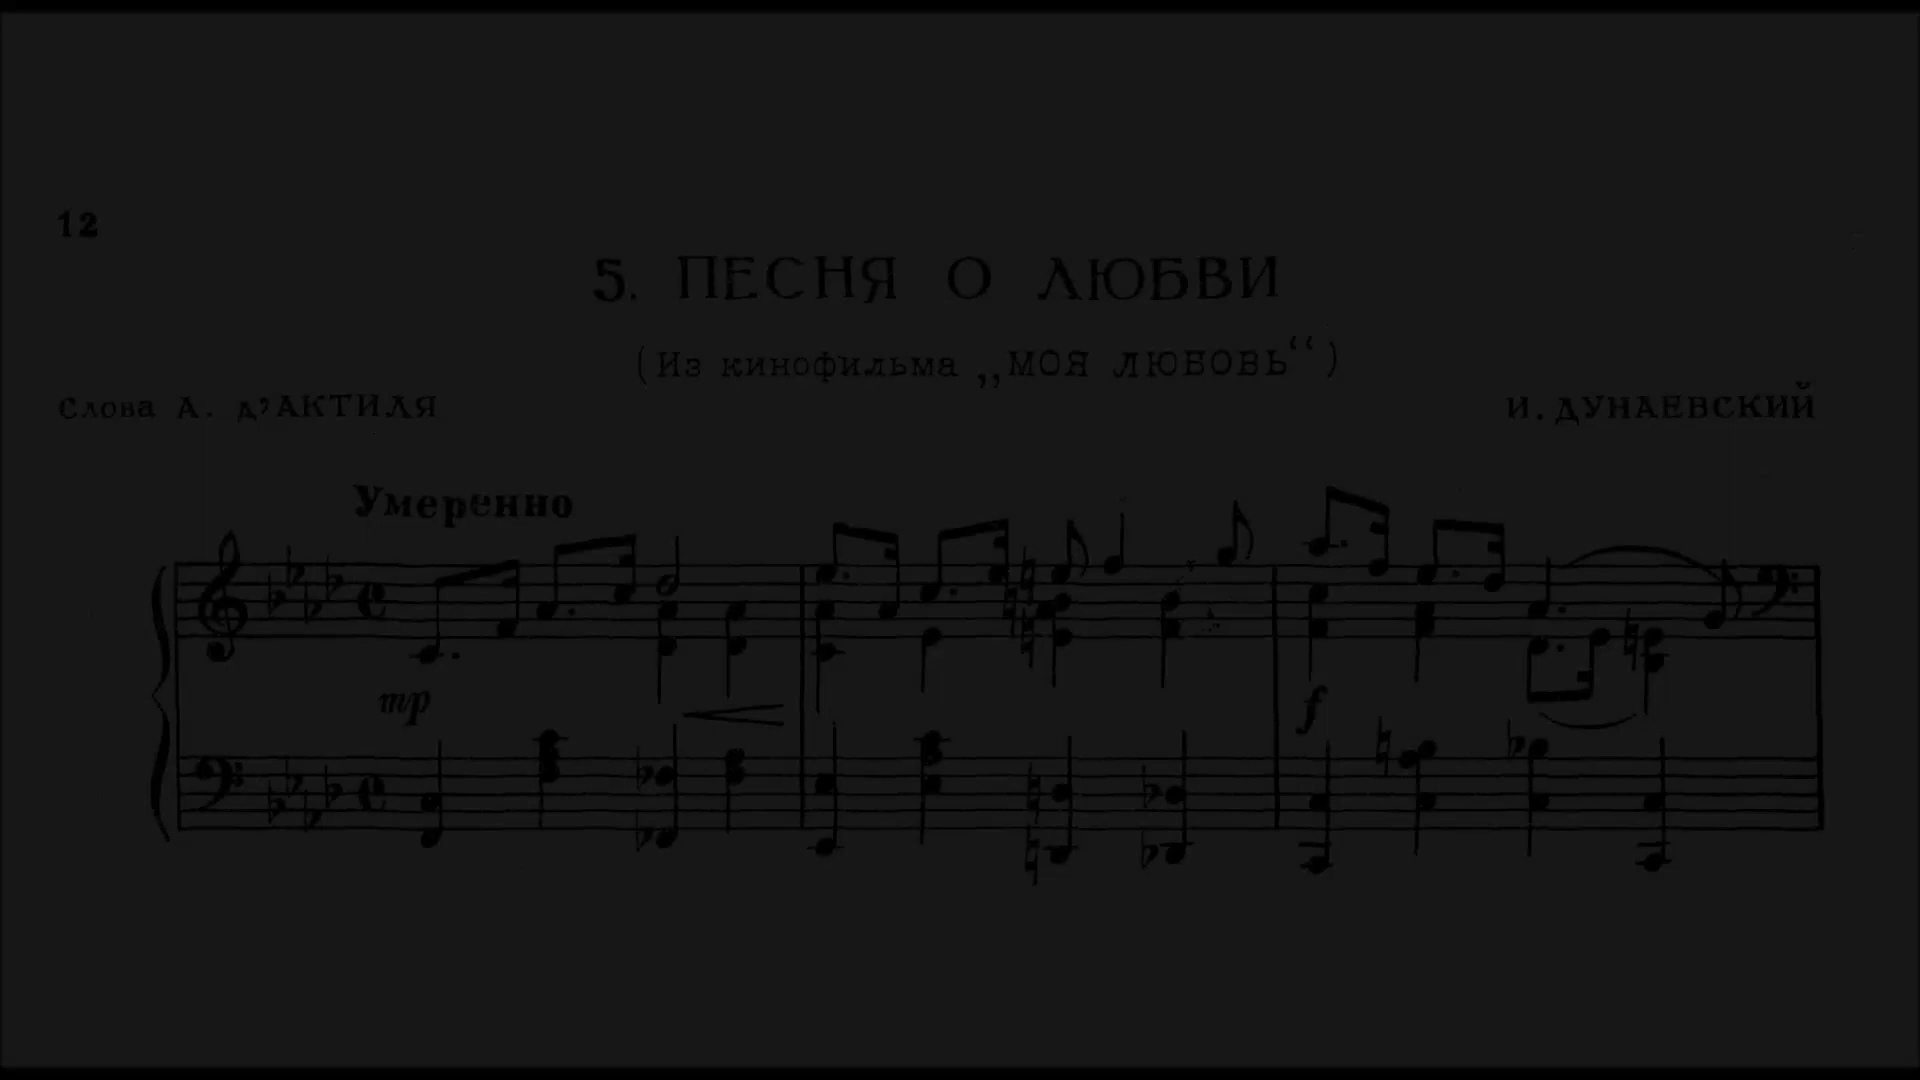 12
5. ПЕСНЯ О ЛЮБВИ
(Из кинофильма „МОЯ ЛЮБОВЬ“)
Слова А. Д'АКТИЛЯ
И. ДУНАЕВСКИЙ
Умеренно
mp
f